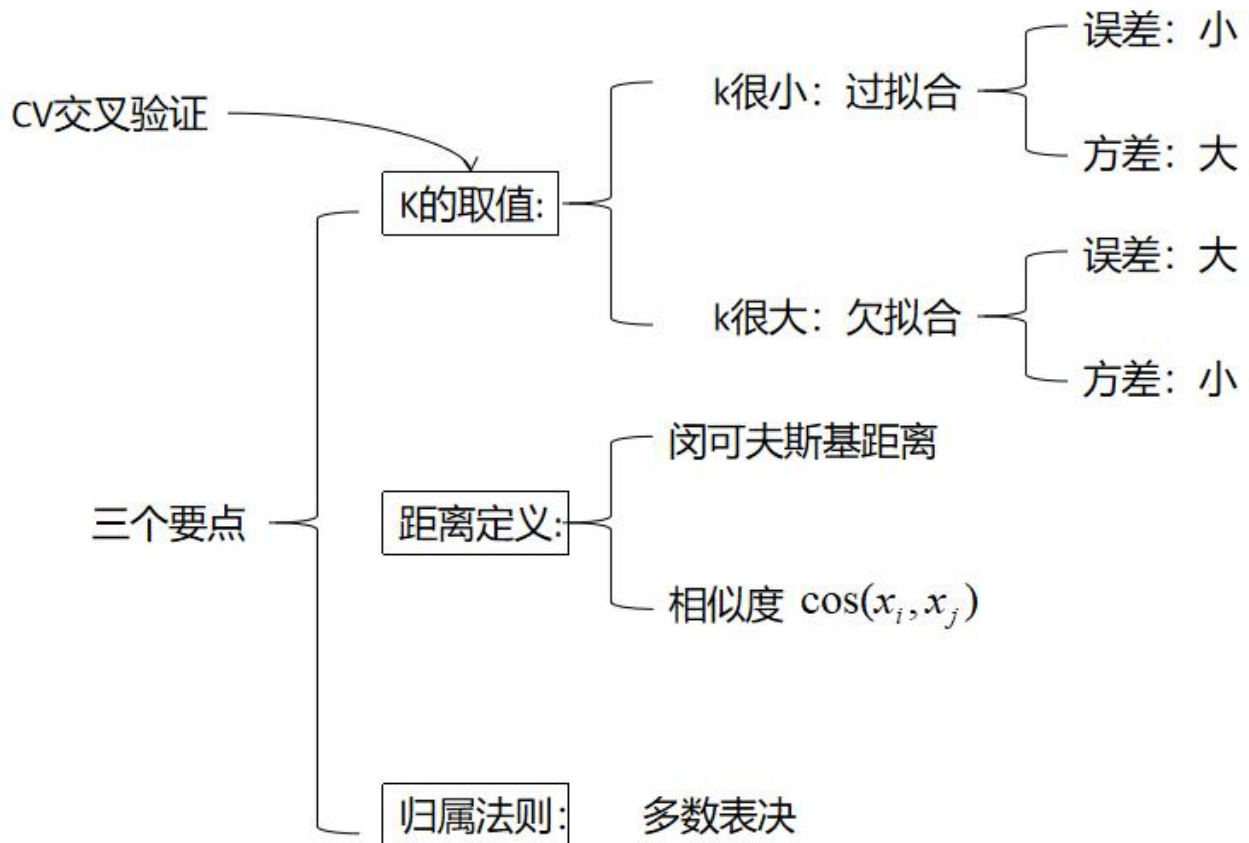 误差：小
k很小：过拟合
CV交叉验证
方差：大
K的取值:
误差：大
k很大：欠拟合
方差：小
闵可夫斯基距离
三个要点
距离定义:
相似度 cos(x_i, x_j)
归属法则: 多数表决